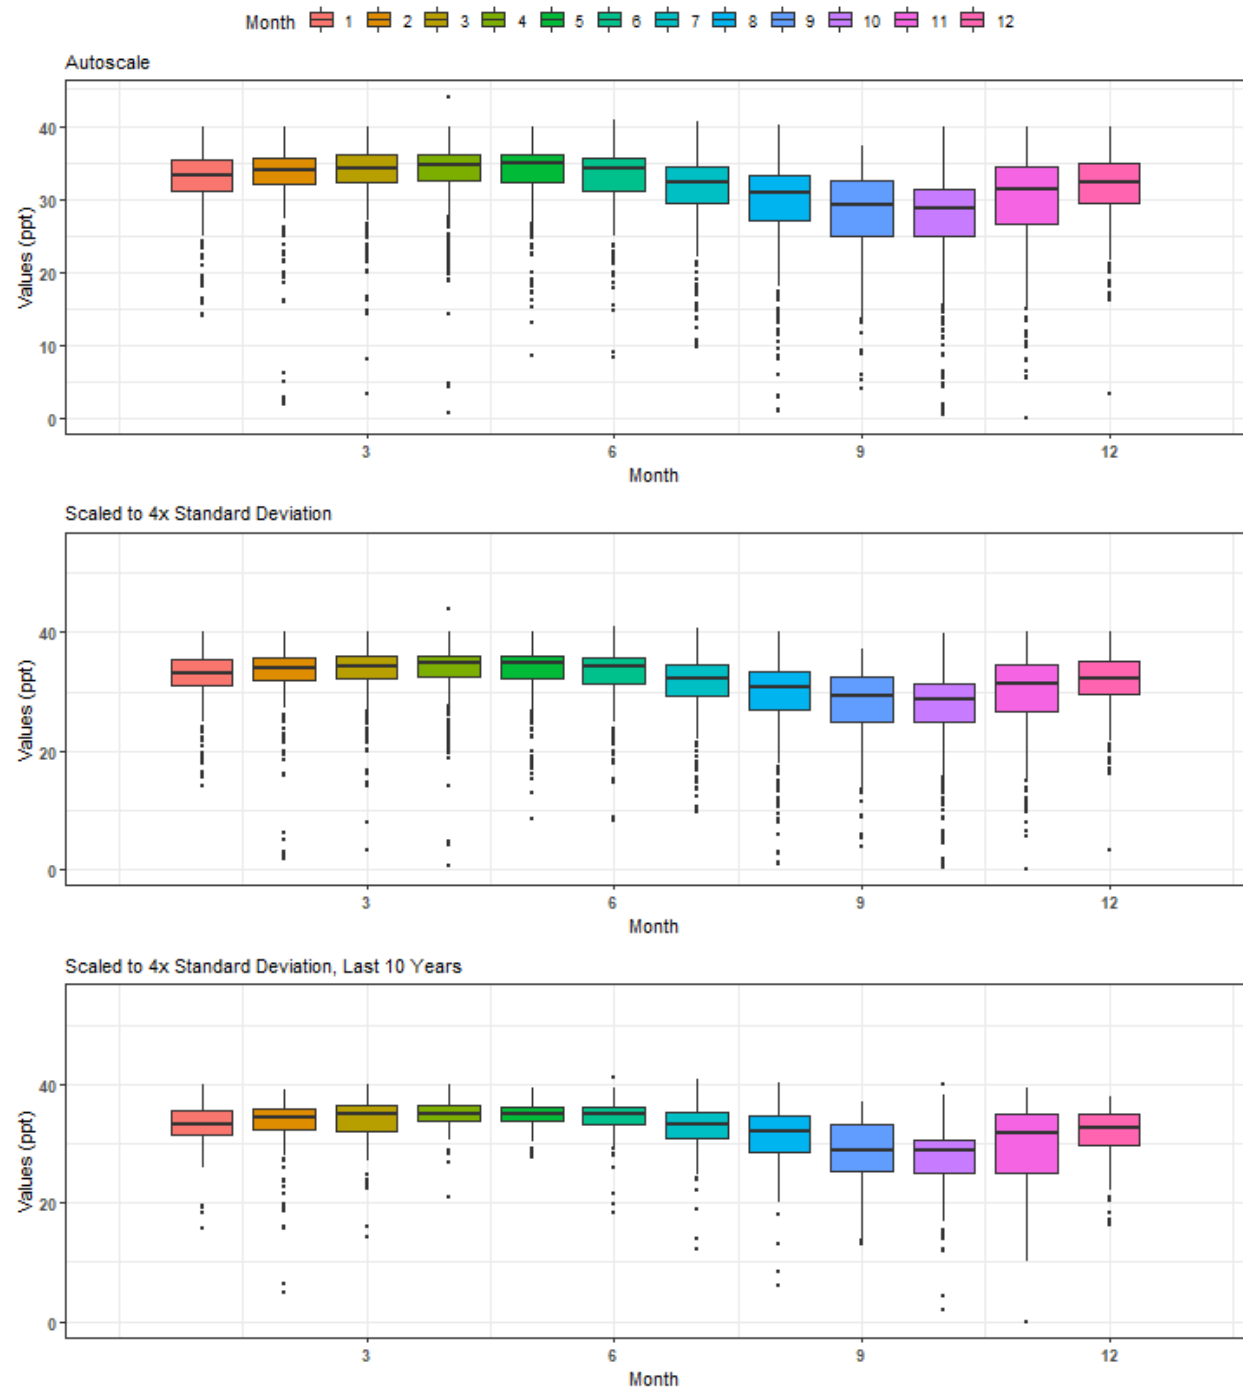 Month 1 2 3 4 5 6 7 8 9 10 11 12
Autoscale
Values (ppt)
40
30
20
10
0
3 6 9 12
Month
Scaled to 4x Standard Deviation
Values (ppt)
40
20
0
3 6 9 12
Month
Scaled to 4x Standard Deviation, Last 10 Years
Values (ppt)
40
20
0
3 6 9 12
Month